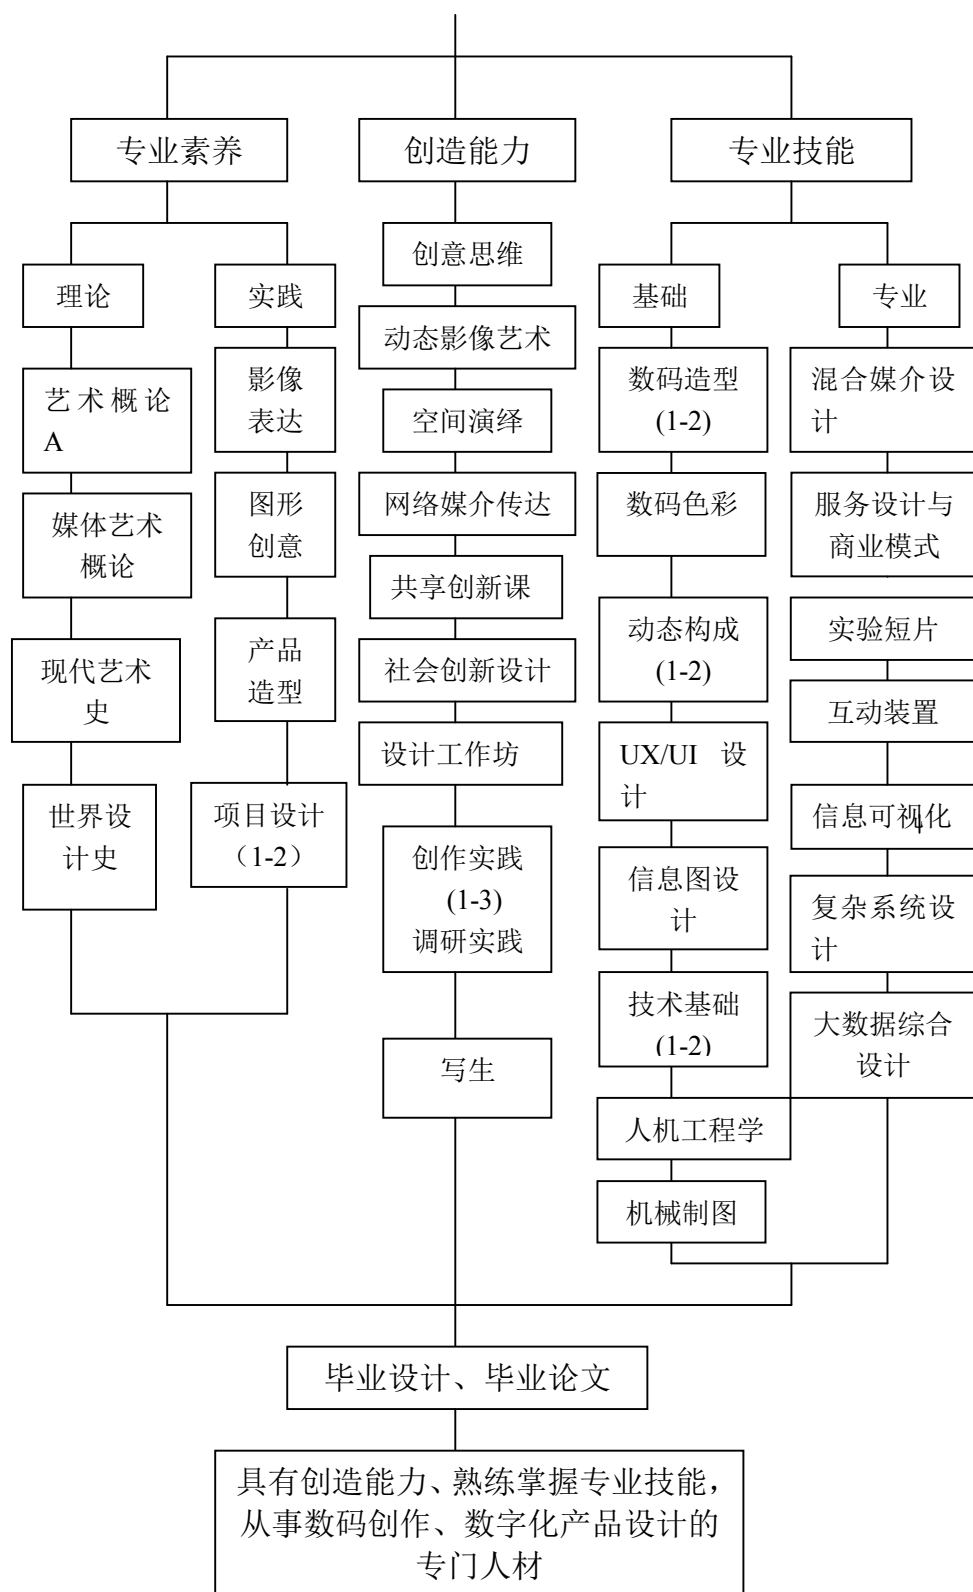 专业素养
创造能力
专业技能
理论
实践
艺术概论
A
影像
表达
媒体艺术
概论
图形
创意
现代艺术
史
产品
造型
世界设
计史
项目设计
（1-2）
创意思维
动态影像艺术
空间演绎
网络媒介传达
共享创新课
社会创新设计
设计工作坊
创作实践
(1-3)
调研实践
写生
基础
专业
数码造型
(1-2)
数码色彩
动态构成
(1-2)
UX/UI 设
计
信息图设
计
技术基础
(1-2)
人机工程学
机械制图
混合媒介设
计
服务设计与
商业模式
实验短片
互动装置
信息可视化
复杂系统设
计
大数据综合
设计
毕业设计、毕业论文
具有创造能力、熟练掌握专业技能，
从事数码创作、数字化产品设计的
专门人材